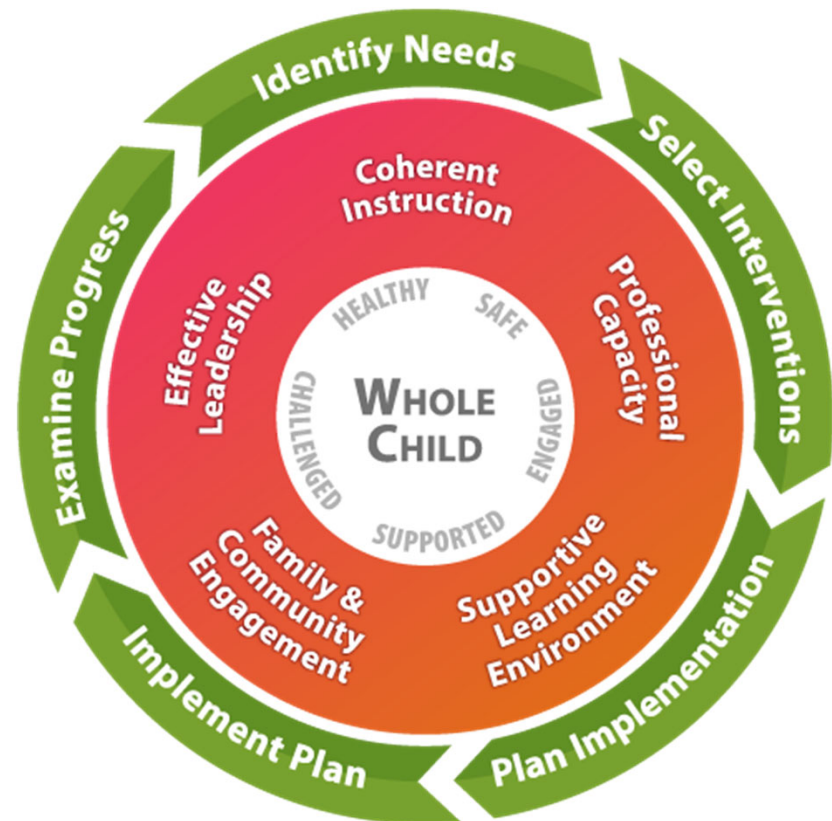 Identify Needs
Select Interventions
Plan Implementation
Implement Plan
Examine Progress
Coherent
Instruction
Professional
Capacity
Supportive
Learning
Environment
Family &
Community
Engagement
Effective
Leadership
HEALTHY
SAFE
ENGAGED
SUPPORTED
CHALLENGED
WHOLE
CHILD